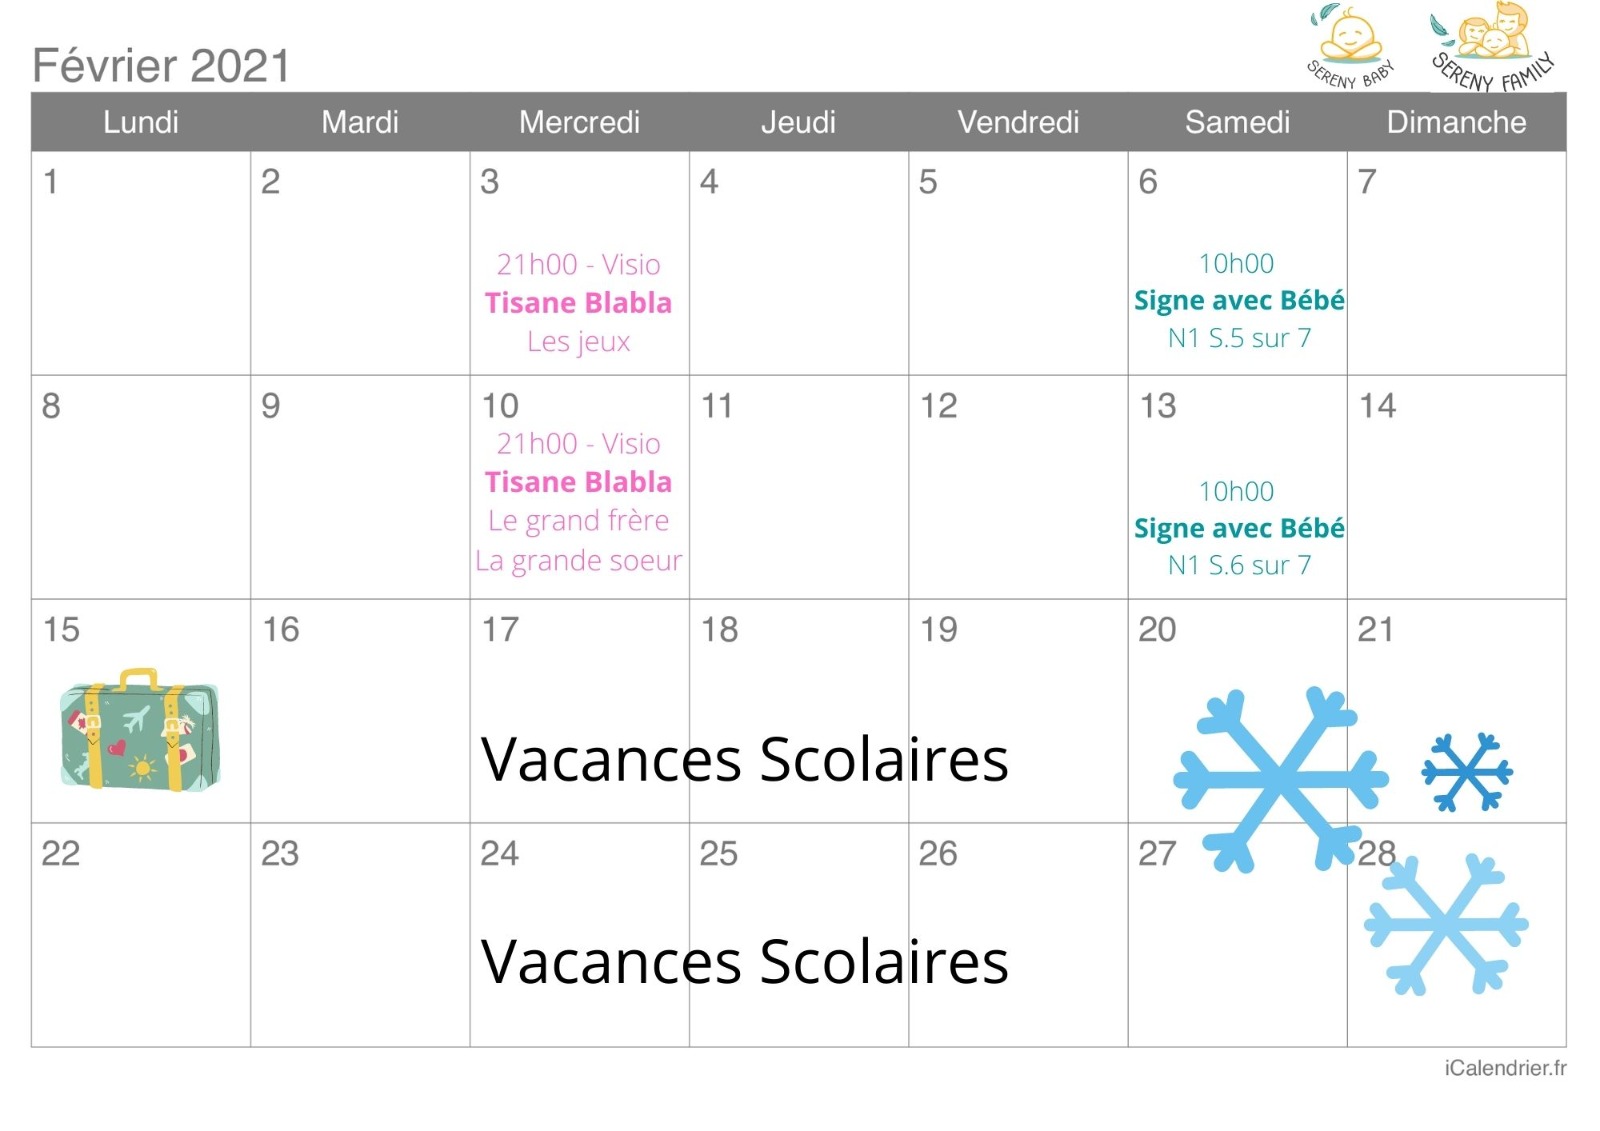 SERENY BABY
SERENY FAMILY
Février 2021
Lundi Mardi Mercredi Jeudi Vendredi Samedi Dimanche
1 2 3 4 5 6 7
21h00 - Visio
Tisane Blabla
Les jeux
10h00
Signe avec Bébé
N1 S.5 sur 7
8 9 10 11 12 13 14
21h00 - Visio
Tisane Blabla
Le grand frère
La grande soeur
10h00
Signe avec Bébé
N1 S.6 sur 7
15 16 17 18 19 20 21
Vacances Scolaires
22 23 24 25 26 27 28
Vacances Scolaires
iCalendrier.fr